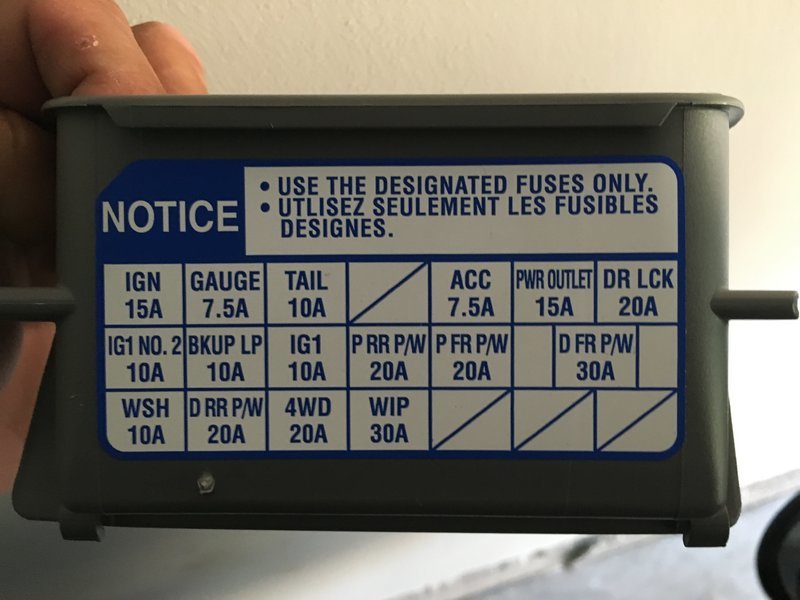 NOTICE
• USE THE DESIGNATED FUSES ONLY.
• UTLISEZ SEULEMENT LES FUSIBLES
DESIGNES.
IGN GAUGE TAIL ACC PWR OUTLET DR LCK
15A 7.5A 10A 7.5A 15A 20A
IG1 NO. 2 BKUP LP IG1 P RR P/W P FR P/W D FR P/W
10A 10A 10A 20A 20A 30A
WSH D RR P/W 4WD WIP
10A 20A 20A 30A